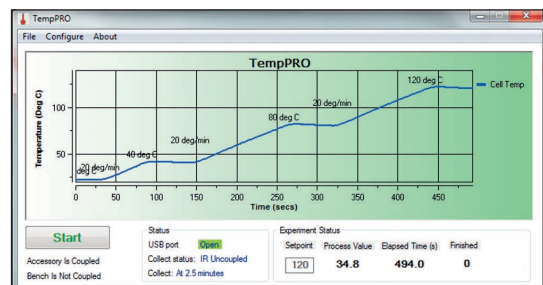 TempPRO
File Configure About
TempPRO
Temperature (Deg C)
100
50
deg C
20 deg/min
40 deg C
20 deg/min
80 deg C
20 deg/min
120 deg C
Cell Temp
0 50 100 150 200 250 300 350 400 450
Time (secs)
Start
Accessory Is Coupled
Bench Is Not Coupled
Status
USB port Open
Collect status: IR Uncoupled
Collect: At 2.5 minutes
Experiment Status
Setpoint Process Value Elapsed Time (s) Finished
120 34.8 494.0 0